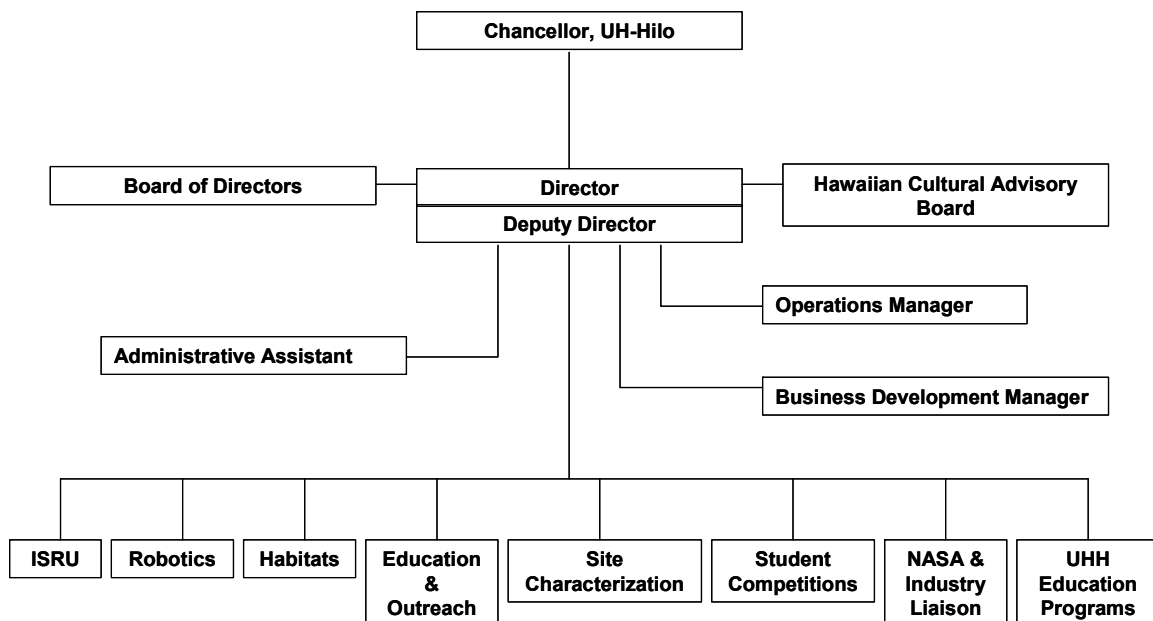 Chancellor, UH-Hilo
Board of Directors
Director
Hawaiian Cultural Advisory
Board
Deputy Director
Operations Manager
Administrative Assistant
Business Development Manager
ISRU
Robotics
Habitats
Education
&
Outreach
Site
Characterization
Student
Competitions
NASA &
Industry
Liaison
UHH
Education
Programs